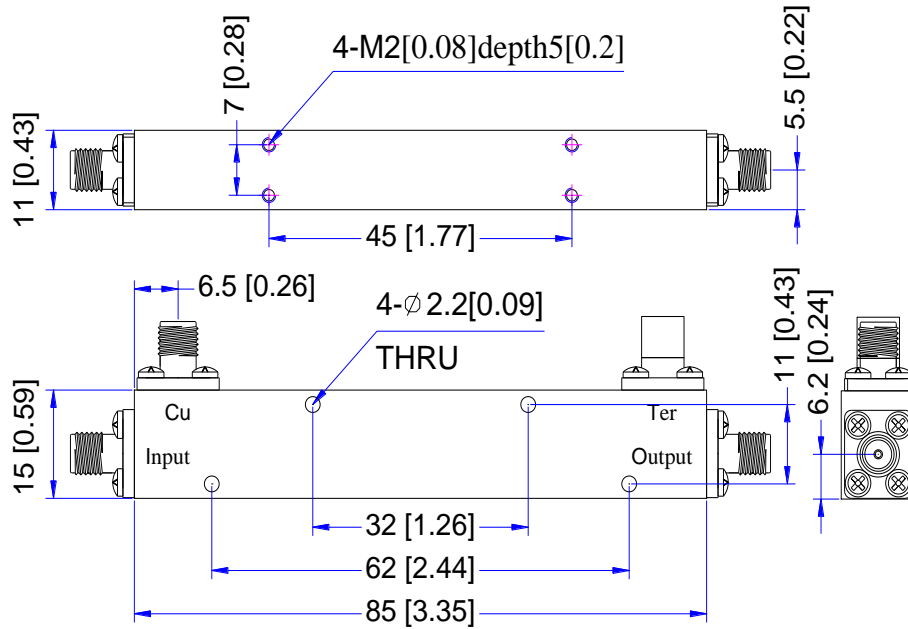 4-M2[0.08]depth5[0.2]
7 [0.28]
5.5 [0.22]
11 [0.43]
45 [1.77]
6.5 [0.26]
4-∅2.2[0.09]
THRU
11 [0.43]
6.2 [0.24]
15 [0.59]
Cu
Ter
Input
Output
32 [1.26]
62 [2.44]
85 [3.35]